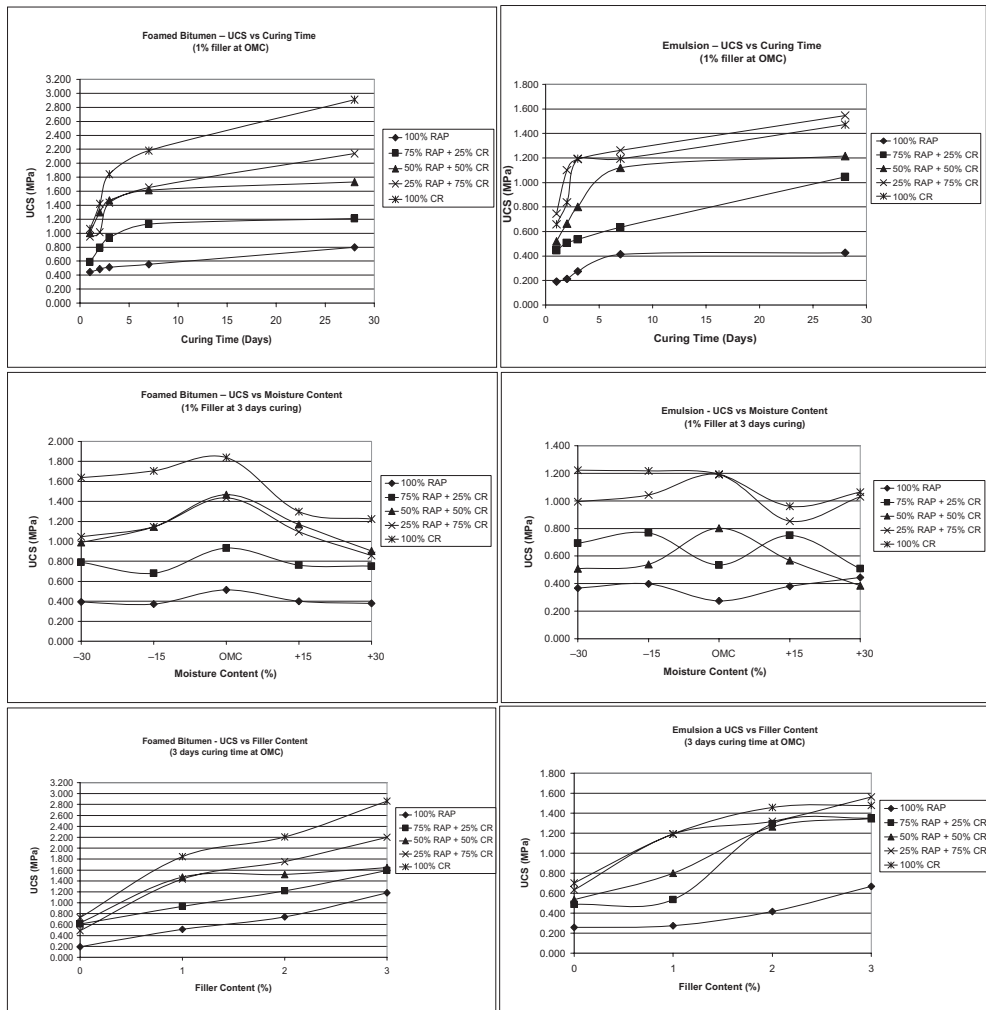 Foamed Bitumen – UCS vs Curing Time
(1% filler at OMC)
3.200
3.000
2.800
2.600
2.400
2.200
2.000
1.800
1.600
1.400
1.200
1.000
0.800
0.600
0.400
0.200
0.000
UCS (MPa)
0 5 10 15 20 25 30
Curing Time (Days)
100% RAP
75% RAP + 25% CR
50% RAP + 50% CR
25% RAP + 75% CR
100% CR
Emulsion – UCS vs Curing Time
(1% filler at OMC)
1.800
1.600
1.400
1.200
1.000
0.800
0.600
0.400
0.200
0.000
UCS (MPa)
0 5 10 15 20 25 30
Curing Time (Days)
100% RAP
75% RAP + 25% CR
50% RAP + 50% CR
25% RAP + 75% CR
100% CR
Foamed Bitumen – UCS vs Moisture Content
(1% Filler at 3 days curing)
2.000
1.800
1.600
1.400
1.200
1.000
0.800
0.600
0.400
0.200
0.000
UCS (MPa)
–30 –15 OMC +15 +30
Moisture Content (%)
100% RAP
75% RAP + 25% CR
50% RAP + 50% CR
25% RAP + 75% CR
100% CR
Emulsion - UCS vs Moisture Content
(1% Filler at 3 days curing)
1.400
1.200
1.000
0.800
0.600
0.400
0.200
0.000
UCS (MPa)
–30 –15 OMC +15 +30
Moisture Content (%)
100% RAP
75% RAP + 25% CR
50% RAP + 50% CR
25% RAP + 75% CR
100% CR
Foamed Bitumen - UCS vs Filler Content
(3 days curing time at OMC)
3.200
3.000
2.800
2.600
2.400
2.200
2.000
1.800
1.600
1.400
1.200
1.000
0.800
0.600
0.400
0.200
0.000
UCS (MPa)
0 1 2 3
Filler Content (%)
100% RAP
75% RAP + 25% CR
50% RAP + 50% CR
25% RAP + 75% CR
100% CR
Emulsion a UCS vs Filler Content
(3 days curing time at OMC)
1.800
1.600
1.400
1.200
1.000
0.800
0.600
0.400
0.200
0.000
UCS (MPa)
0 1 2 3
Filler Content (%)
100% RAP
75% RAP + 25% CR
50% RAP + 50% CR
25% RAP + 75% CR
100% CR